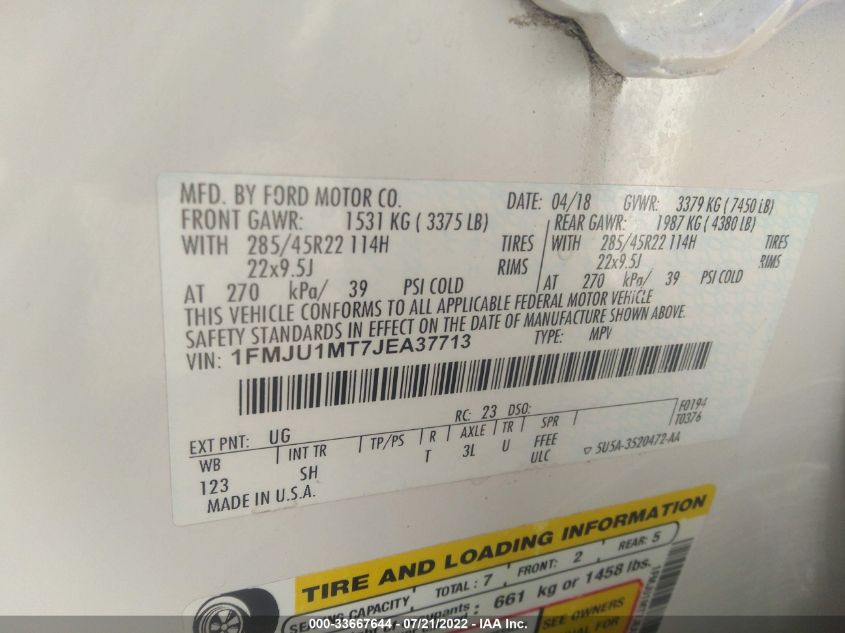 MFD. BY FORD MOTOR CO. DATE: 04/18 GVWR: 3379 KG ( 7450 LB)
FRONT GAWR: 1531 KG ( 3375 LB) REAR GAWR: 1987 KG ( 4380 LB)
WITH 285/45R22 114H TIRES WITH 285/45R22 114H TIRES
22x9.5J RIMS 22x9.5J RIMS
AT 270 kPa/ 39 PSI COLD AT 270 kPa/ 39 PSI COLD
THIS VEHICLE CONFORMS TO ALL APPLICABLE FEDERAL MOTOR VEHICLE
SAFETY STANDARDS IN EFFECT ON THE DATE OF MANUFACTURE SHOWN ABOVE.
VIN: 1FMJU1MT7JEA37713 TYPE: MPV
F0194
EXT PNT: UG RC: 23 DSO: T0376
WB INT TR TP/PS R AXLE TR SPR
123 SH T 3L U FFEE
ULC 5U5A-3520472-AA
MADE IN U.S.A.
TIRE AND LOADING INFORMATION
SEATING CAPACITY TOTAL: 7 FRONT: 2 REAR: 5
661 kg or 1458 lbs.
SEE OWNERS
FOR
000-33667644 / 07/21/2022 - IAA Inc.